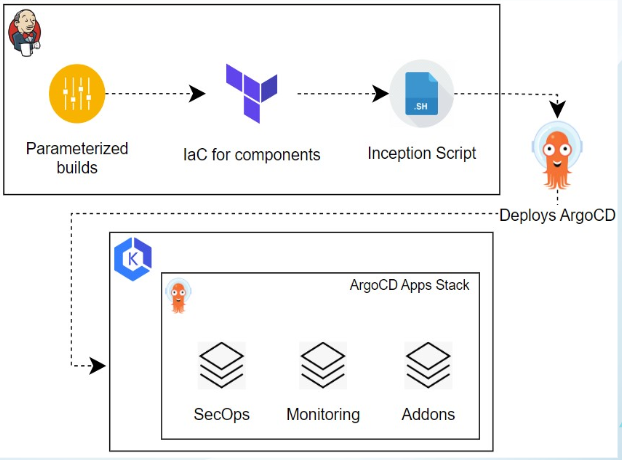 Parameterized
builds
IaC for components
.SH
Inception Script
Deploys ArgoCD
K
ArgoCD Apps Stack
SecOps
Monitoring
Addons